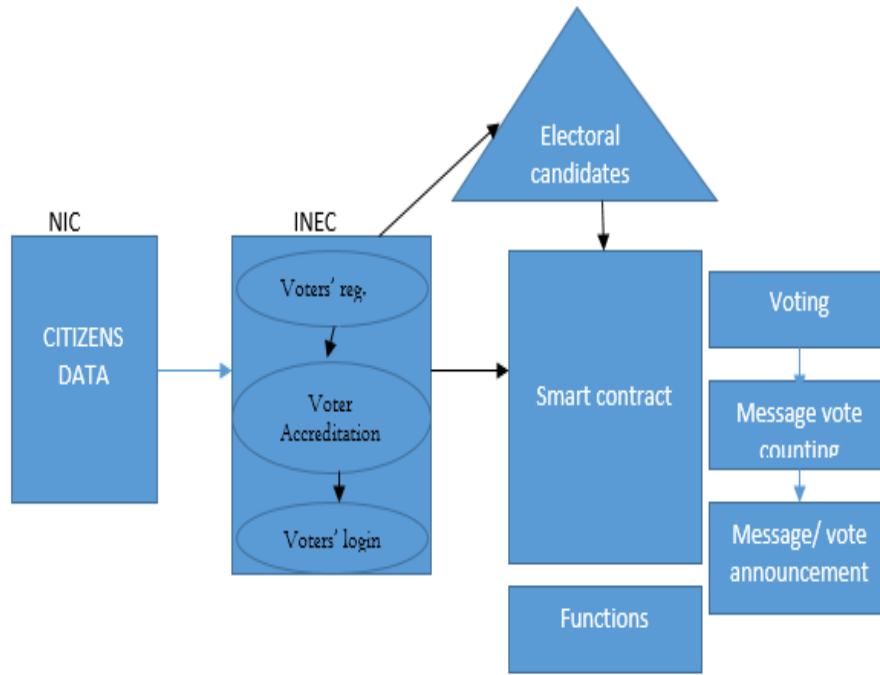 NIC
CITIZENS
DATA
INEC
Voters' reg.
Voter
Accreditation
Voters' login
Electoral
candidates
Smart contract
Functions
Voting
Message vote
counting
Message/ vote
announcement